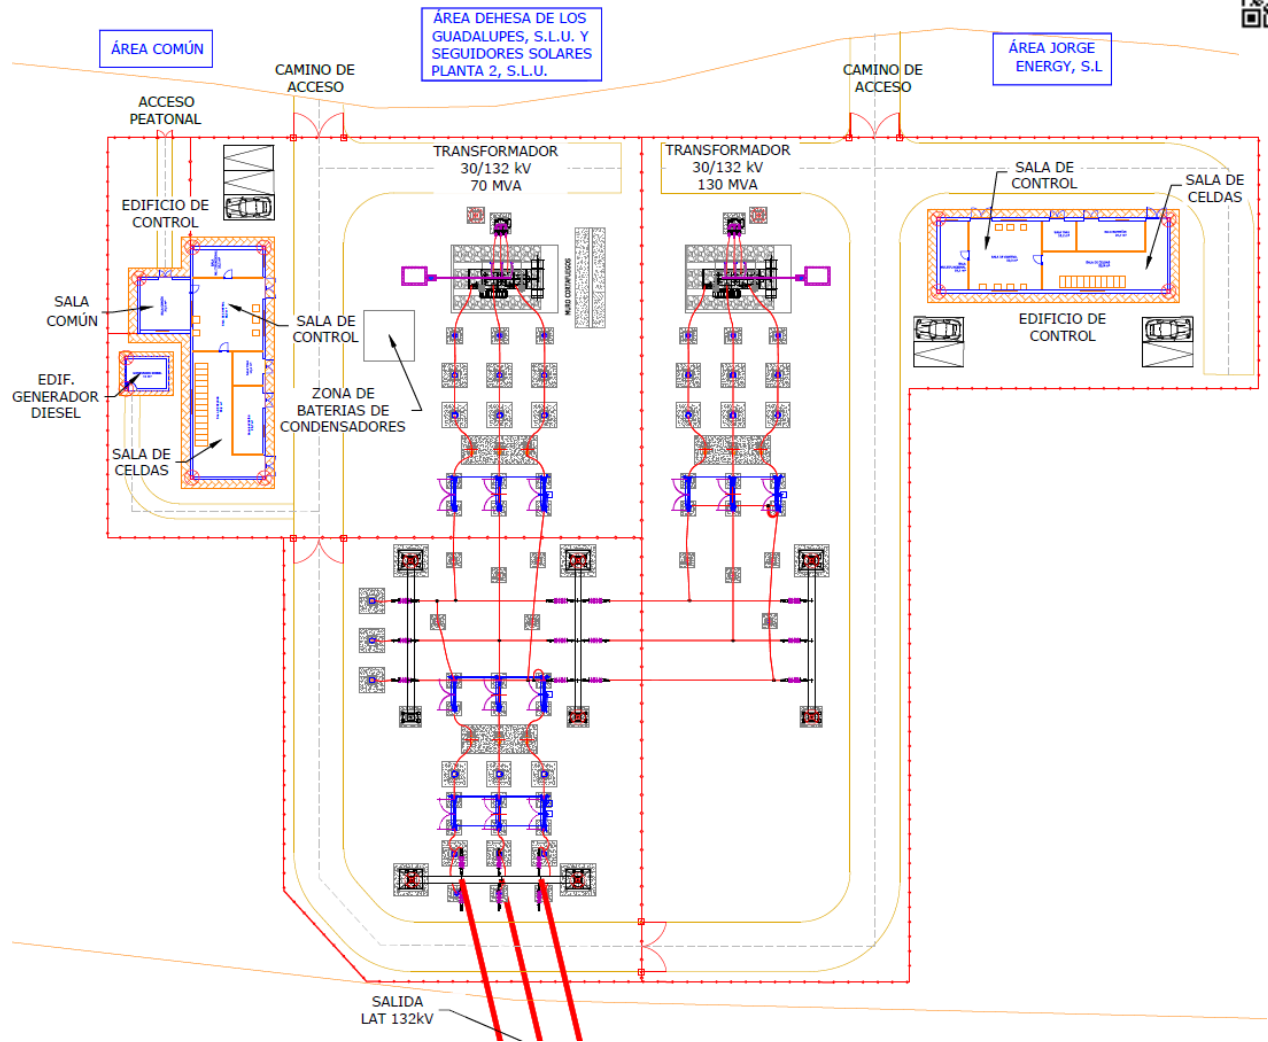 ÁREA COMÚN
ÁREA DEHESA DE LOS
GUADALUPES, S.L.U. Y
SEGUIDORES SOLARES
PLANTA 2, S.L.U.
ÁREA JORGE
ENERGY, S.L
CAMINO DE
ACCESO
CAMINO DE
ACCESO
ACCESO
PEATONAL
TRANSFORMADOR
30/132 kV
70 MVA
TRANSFORMADOR
30/132 kV
130 MVA
SALA DE
CONTROL
SALA DE
CELDAS
EDIFICIO DE
CONTROL
MURO CORTAFUEGOS
SALA
COMÚN
SALA DE
CONTROL
EDIFICIO DE
CONTROL
EDIF.
GENERADOR
DIESEL
ZONA DE
BATERIAS DE
CONDENSADORES
SALA DE
CELDAS
SALIDA
LAT 132kV